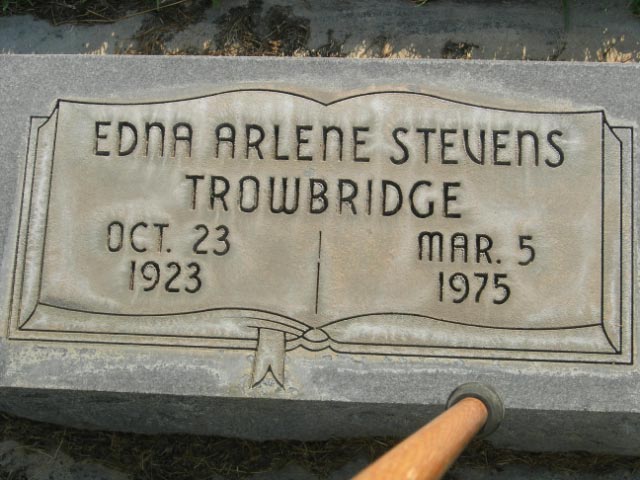 EDNA ARLENE STEVENS
TROWBRIDGE
OCT. 23
1923
MAR. 5
1975